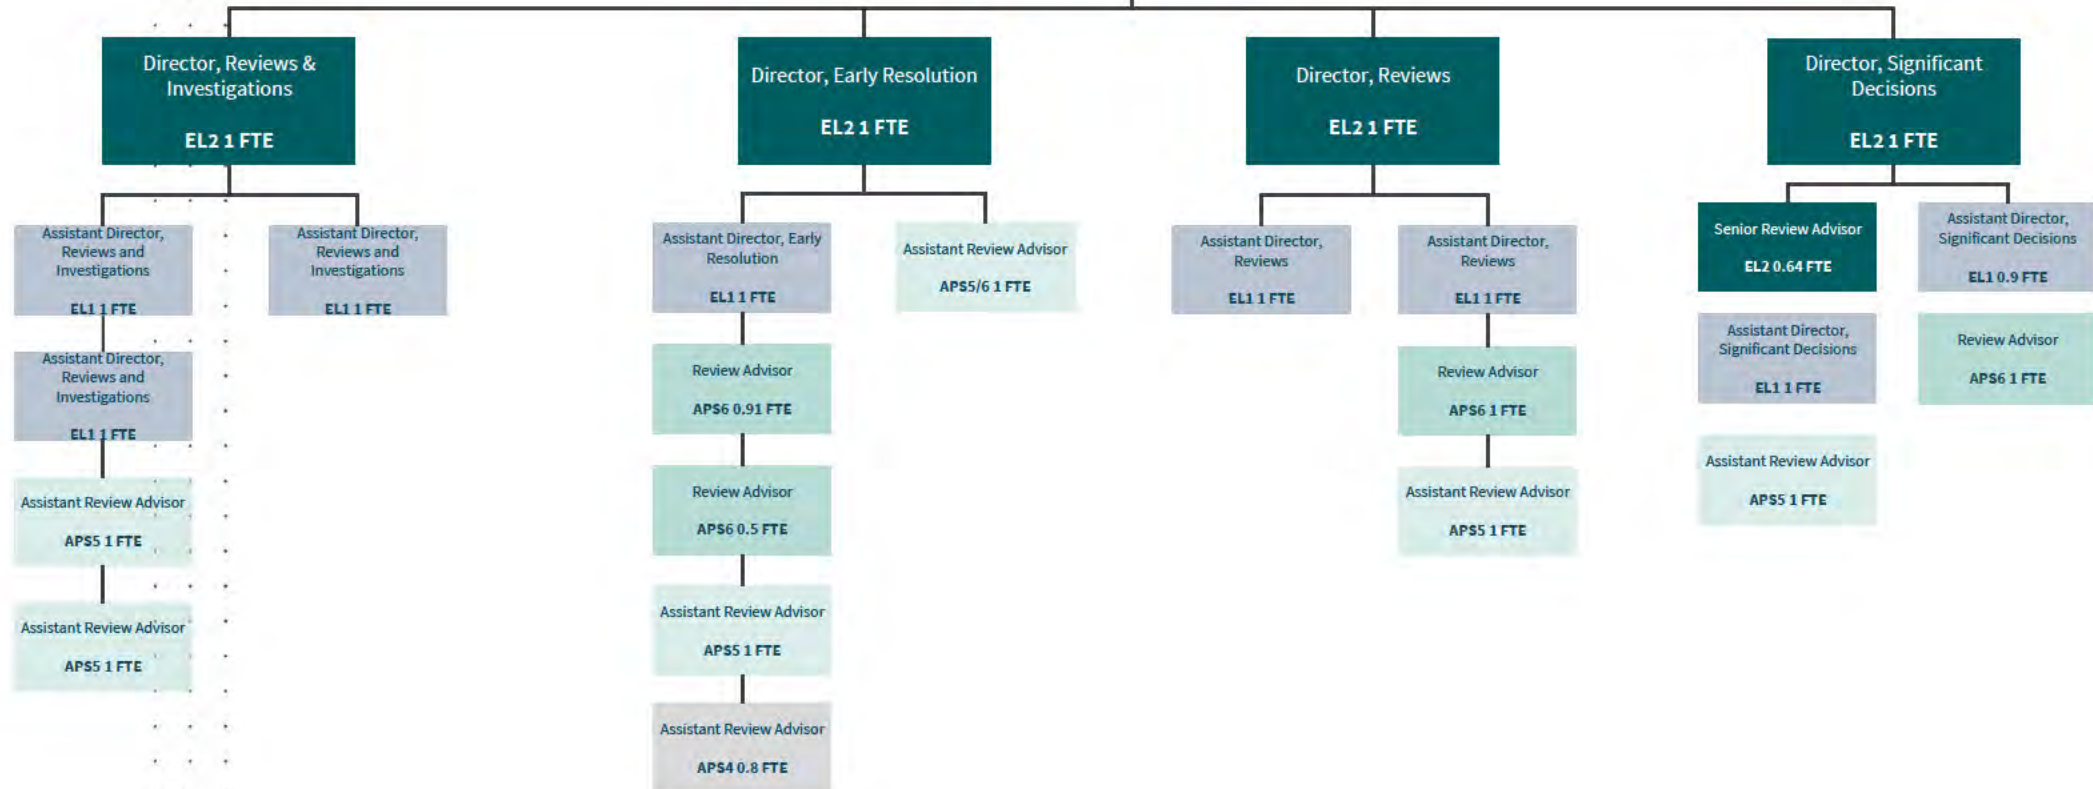 Director, Reviews &
Investigations
EL2 1 FTE
Director, Early Resolution
EL2 1 FTE
Director, Reviews
EL2 1 FTE
Director, Significant
Decisions
EL2 1 FTE
Assistant Director,
Reviews and
Investigations
EL1 1 FTE
Assistant Director,
Reviews and
Investigations
EL1 1 FTE
Assistant Director,
Reviews and
Investigations
EL1 1 FTE
Assistant Review Advisor
APS5 1 FTE
Assistant Review Advisor
APS5 1 FTE
Assistant Director, Early
Resolution
EL1 1 FTE
Assistant Review Advisor
APS5/6 1 FTE
Review Advisor
APS6 0.91 FTE
Review Advisor
APS6 0.5 FTE
Assistant Review Advisor
APS5 1 FTE
Assistant Review Advisor
APS4 0.8 FTE
Assistant Director,
Reviews
EL1 1 FTE
Assistant Director,
Reviews
EL1 1 FTE
Review Advisor
APS6 1 FTE
Assistant Review Advisor
APS5 1 FTE
Senior Review Advisor
EL2 0.64 FTE
Assistant Director,
Significant Decisions
EL1 0.9 FTE
Assistant Director,
Significant Decisions
EL1 1 FTE
Review Advisor
APS6 1 FTE
Assistant Review Advisor
APS5 1 FTE